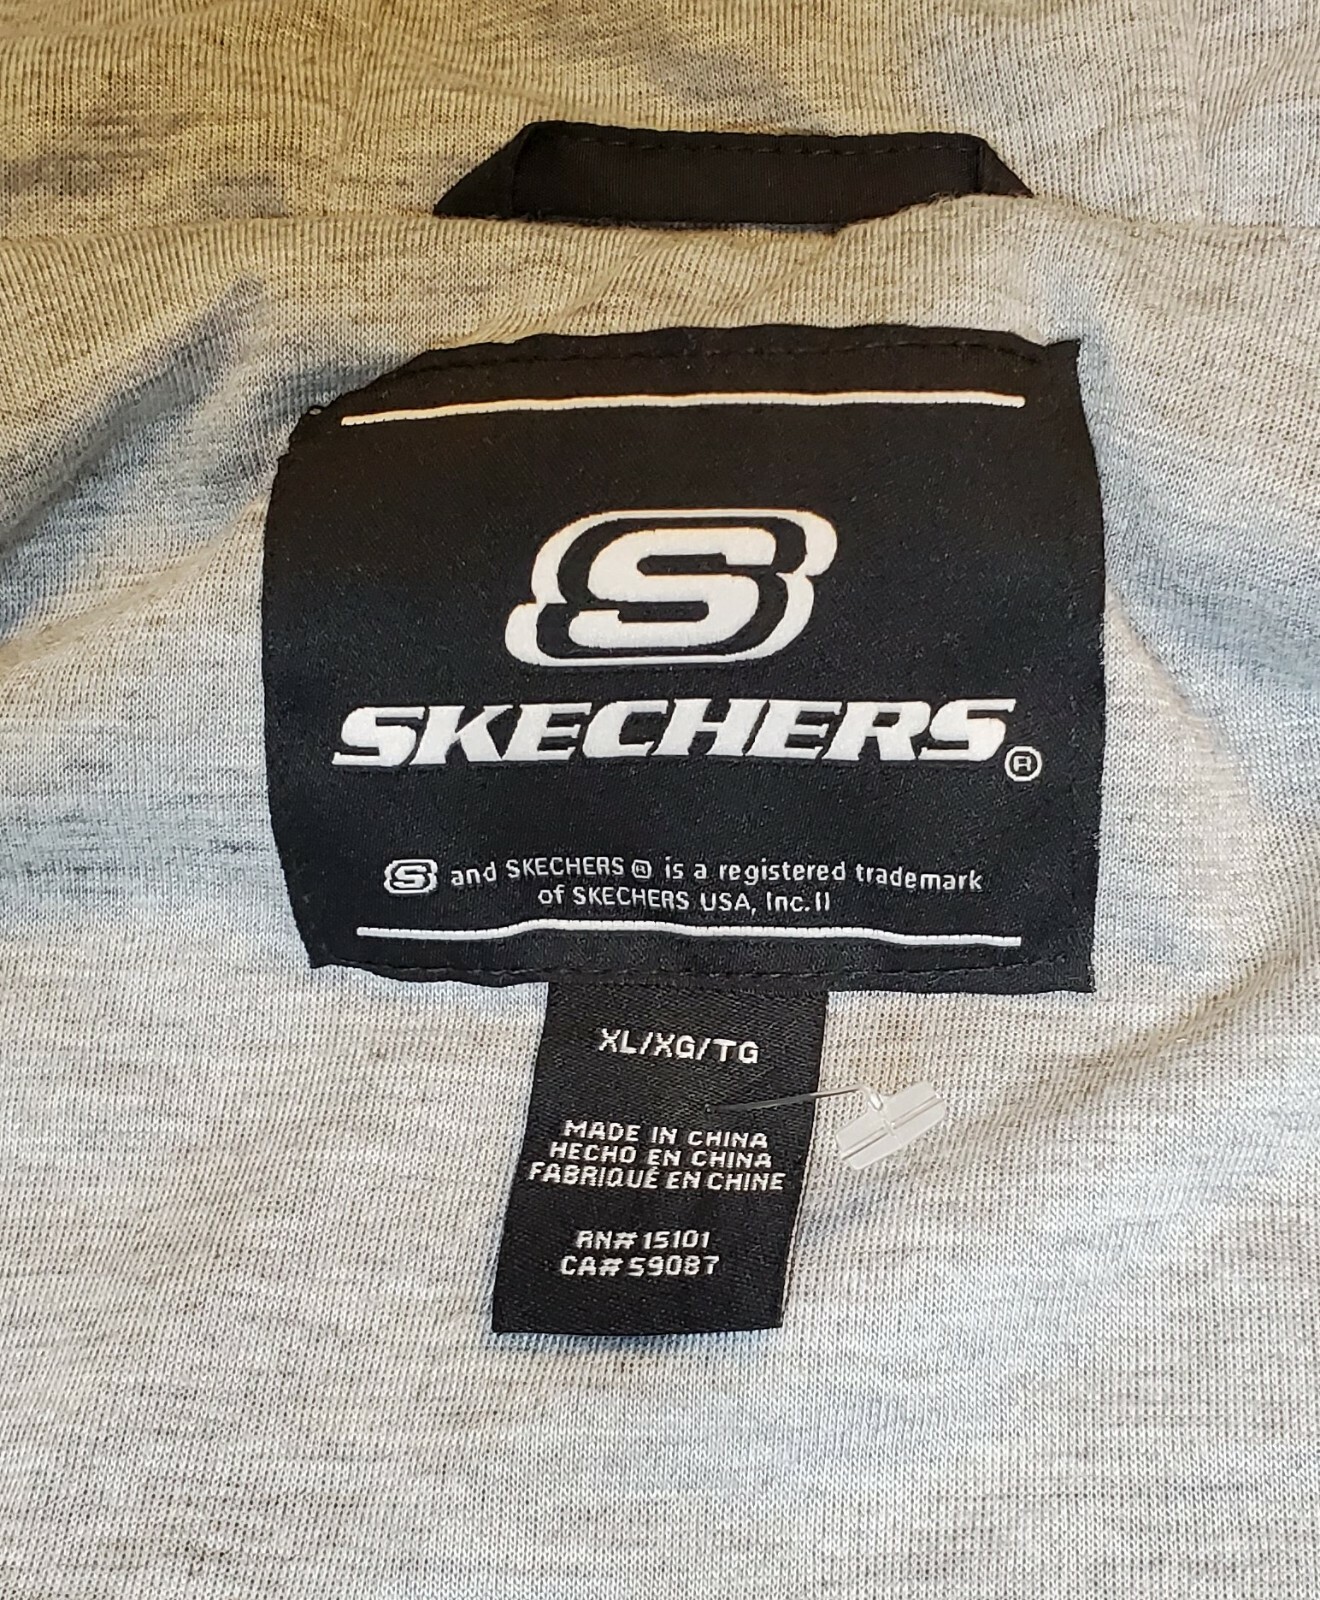 S
SKECHERS®
S and SKECHERS® is a registered trademark
of SKECHERS USA, Inc. II
XL/XG/TG
MADE IN CHINA
HECHO EN CHINA
FABRIQUÉ EN CHINE
RN# 15101
CA# 59087